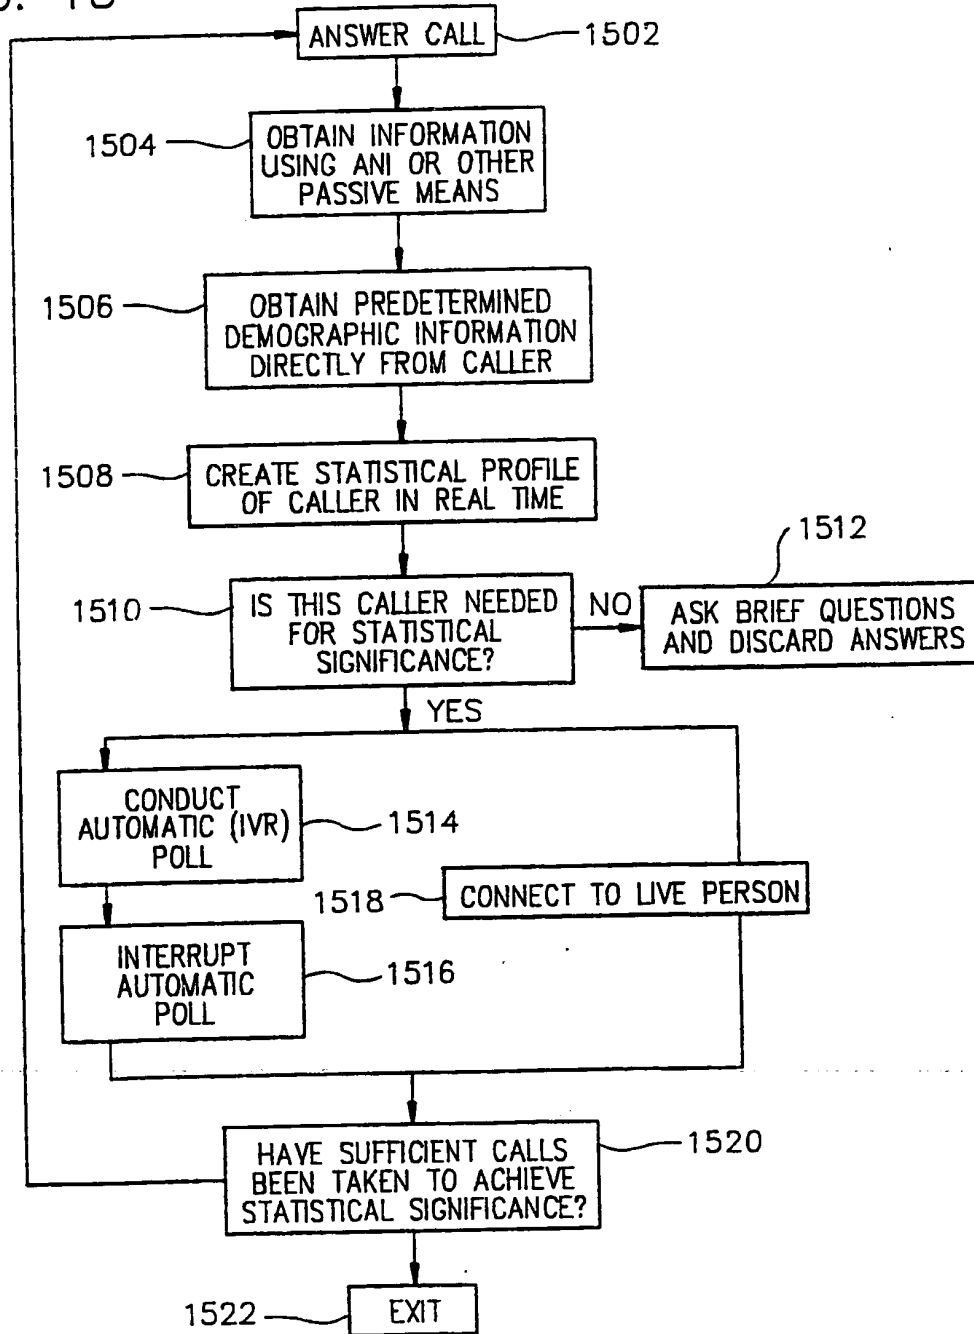 ANSWER CALL
1502
1504
OBTAIN INFORMATION
USING ANI OR OTHER
PASSIVE MEANS
1506
OBTAIN PREDETERMINED
DEMOGRAPHIC INFORMATION
DIRECTLY FROM CALLER
1508
CREATE STATISTICAL PROFILE
OF CALLER IN REAL TIME
1510
IS THIS CALLER NEEDED
FOR STATISTICAL
SIGNIFICANCE?
NO
1512
ASK BRIEF QUESTIONS
AND DISCARD ANSWERS
YES
CONDUCT
AUTOMATIC (IVR)
POLL
1514
1518
CONNECT TO LIVE PERSON
INTERRUPT
AUTOMATIC
POLL
1516
HAVE SUFFICIENT CALLS
BEEN TAKEN TO ACHIEVE
STATISTICAL SIGNIFICANCE?
1520
1522
EXIT